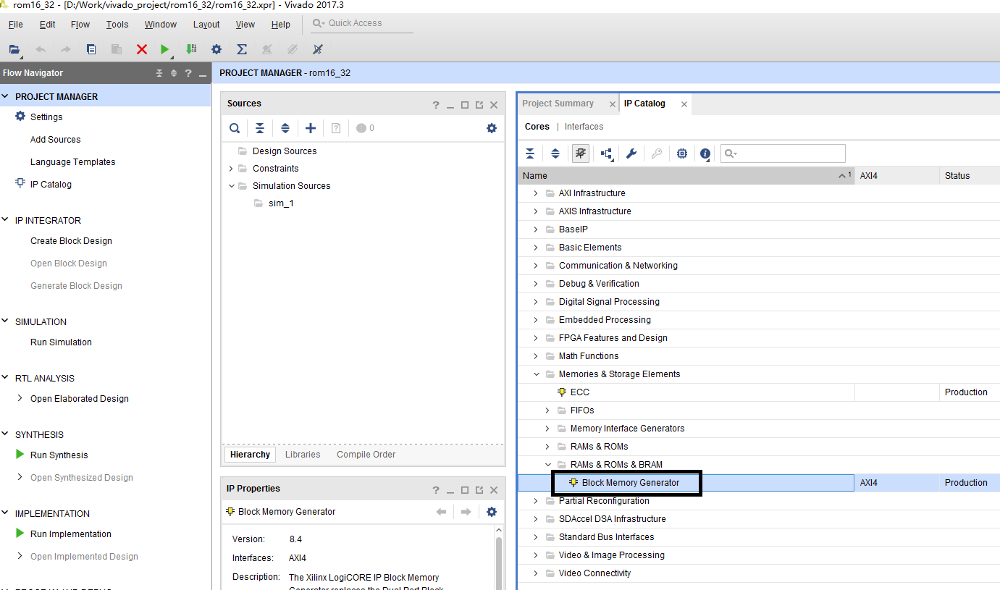 rom16_32 - [D:/Work/vivado_project/rom16_32/rom16_32.xpr] - Vivado 2017.3
File Edit Flow Tools Window Layout View Help Quick Access
Flow Navigator
PROJECT MANAGER
Settings
Add Sources
Language Templates
IP Catalog
IP INTEGRATOR
Create Block Design
Open Block Design
Generate Block Design
SIMULATION
Run Simulation
RTL ANALYSIS
Open Elaborated Design
SYNTHESIS
Run Synthesis
Open Synthesized Design
IMPLEMENTATION
Run Implementation
Open Implemented Design
PROJECT MANAGER - rom16_32
Sources
0
Design Sources
Constraints
Simulation Sources
sim_1
Hierarchy Libraries Compile Order
IP Properties
Block Memory Generator
Version: 8.4
Interfaces: AXI4
Description: The Xilinx LogiCORE IP Block Memory
Generator replaces the Dual Port Block
Project Summary IP Catalog
Cores | Interfaces
Name 1 AXI4 Status
AXI Infrastructure
AXIS Infrastructure
BaseIP
Basic Elements
Communication & Networking
Debug & Verification
Digital Signal Processing
Embedded Processing
FPGA Features and Design
Math Functions
Memories & Storage Elements
ECC Production
FIFOs
Memory Interface Generators
RAMs & ROMs
RAMs & ROMs & BRAM
Block Memory Generator AXI4 Production
Partial Reconfiguration
SDAccel DSA Infrastructure
Standard Bus Interfaces
Video & Image Processing
Video Connectivity